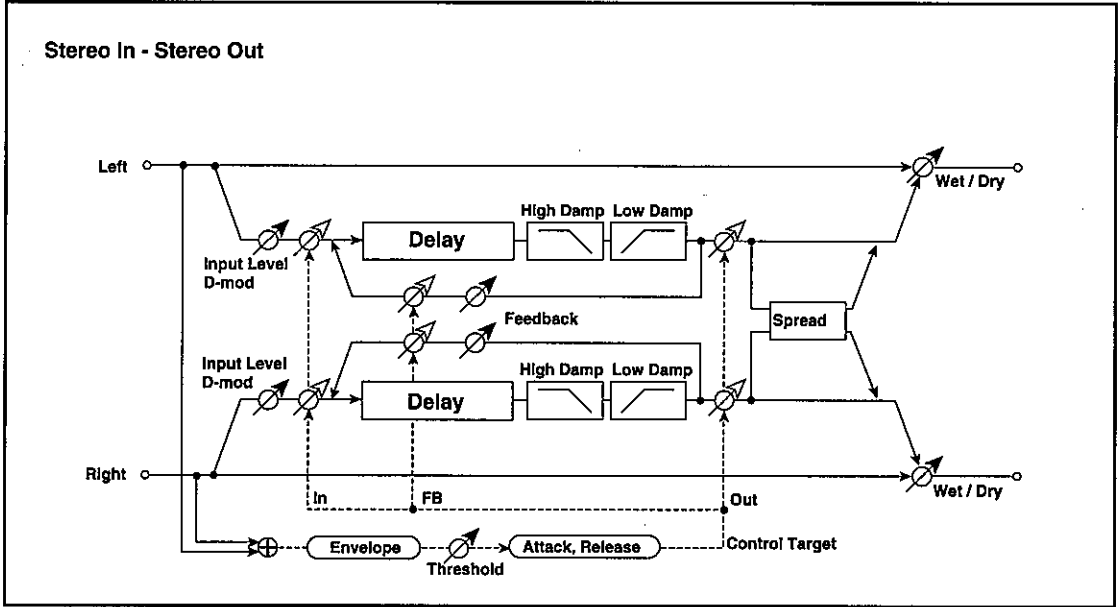 Stereo In - Stereo Out
Left
Wet / Dry
High Damp
Low Damp
Delay
Input Level
D-mod
Feedback
Spread
Input Level
D-mod
High Damp
Low Damp
Delay
Right
Wet / Dry
In
FB
Out
Envelope
Threshold
Attack, Release
Control Target